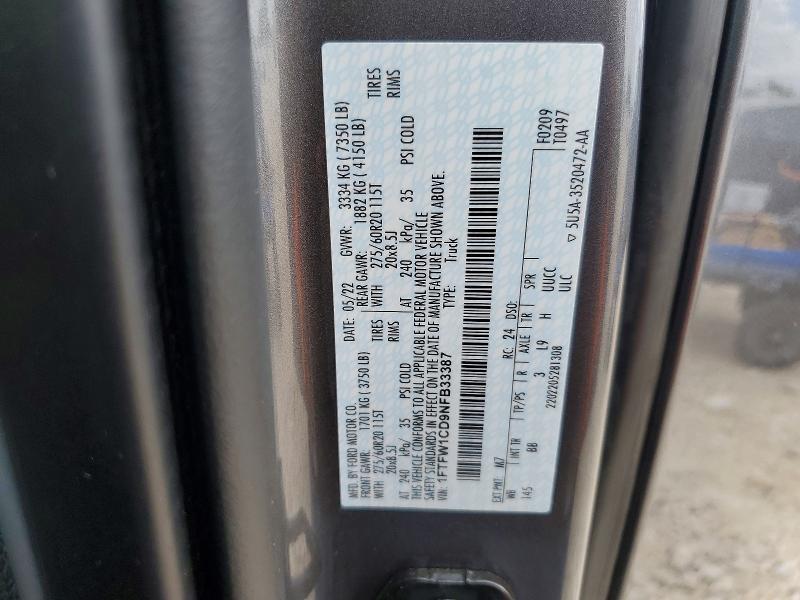 MFD. BY FORD MOTOR CO. DATE: 05/22 GVWR: 3334 KG ( 7350 LB)
FRONT GAWR: 1701 KG ( 3750 LB) REAR GAWR: 1882 KG ( 4150 LB)
WITH 275/60R20 115T TIRES WITH 275/60R20 115T TIRES
20x8.5J RIMS 20x8.5J RIMS
AT 240 kPa/ 35 PSI COLD AT 240 kPa/ 35 PSI COLD
THIS VEHICLE CONFORMS TO ALL APPLICABLE FEDERAL MOTOR VEHICLE
SAFETY STANDARDS IN EFFECT ON THE DATE OF MANUFACTURE SHOWN ABOVE.
VIN: 1FTFW1CD9NFB33387 TYPE: Truck
F0209
EXT PNT: M7 RC: 24 DSO: T0497
WB INT TR TP/PS R AXLE TR SPR
145 BB 3 L9 H UUCC
2202205281308 ULC
▽ 5U5A-3520472-AA